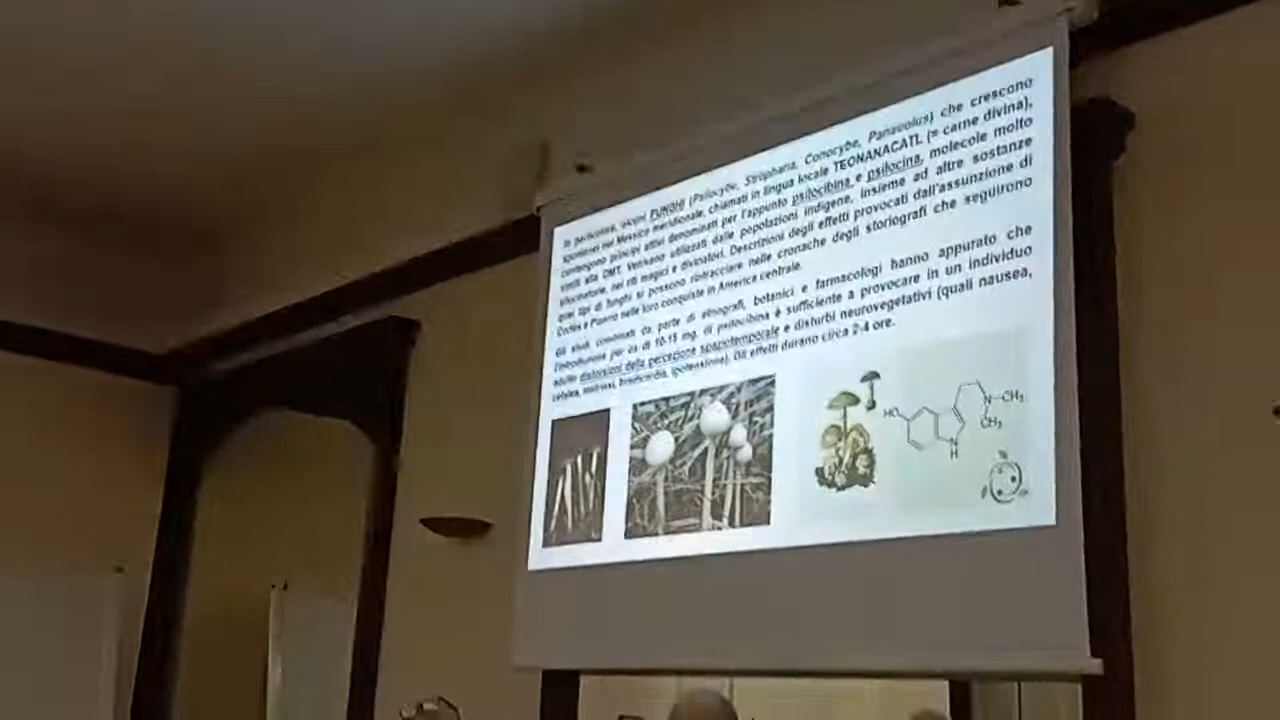 In particolare, alcuni FUNGHI (Psilocybe, Stropharia, Conocybe, Panaeolus) che crescono
spontanei nel Messico meridionale, chiamati in lingua locale TEONANACATL (= carne divina),
contengono principi attivi denominati per l'appunto psilocibina e psilocina, molecole molto
simili alla DMT. Venivano utilizzati dalle popolazioni indigene, insieme ad altre sostanze
allucinatorie, nei riti magici e divinatori. Descrizioni degli effetti provocati dall'assunzione di
quei tipi di funghi si possono rintracciare nelle cronache degli storiografi che seguirono
Cortès e Pizarro nelle loro conquiste in America centrale.
Gli studi condotti da parte di etnografi, botanici e farmacologi hanno appurato che
l'introduzione per os di 10-15 mg. di psilocibina è sufficiente a provocare in un individuo
adulto distorsioni della percezione spaziotemporale e disturbi neurovegetativi (quali nausea,
cefalea, midriasi, bradicardia, ipotensione). Gli effetti durano circa 2-4 ore.
HO
N
CH₃
CH₃
N
H